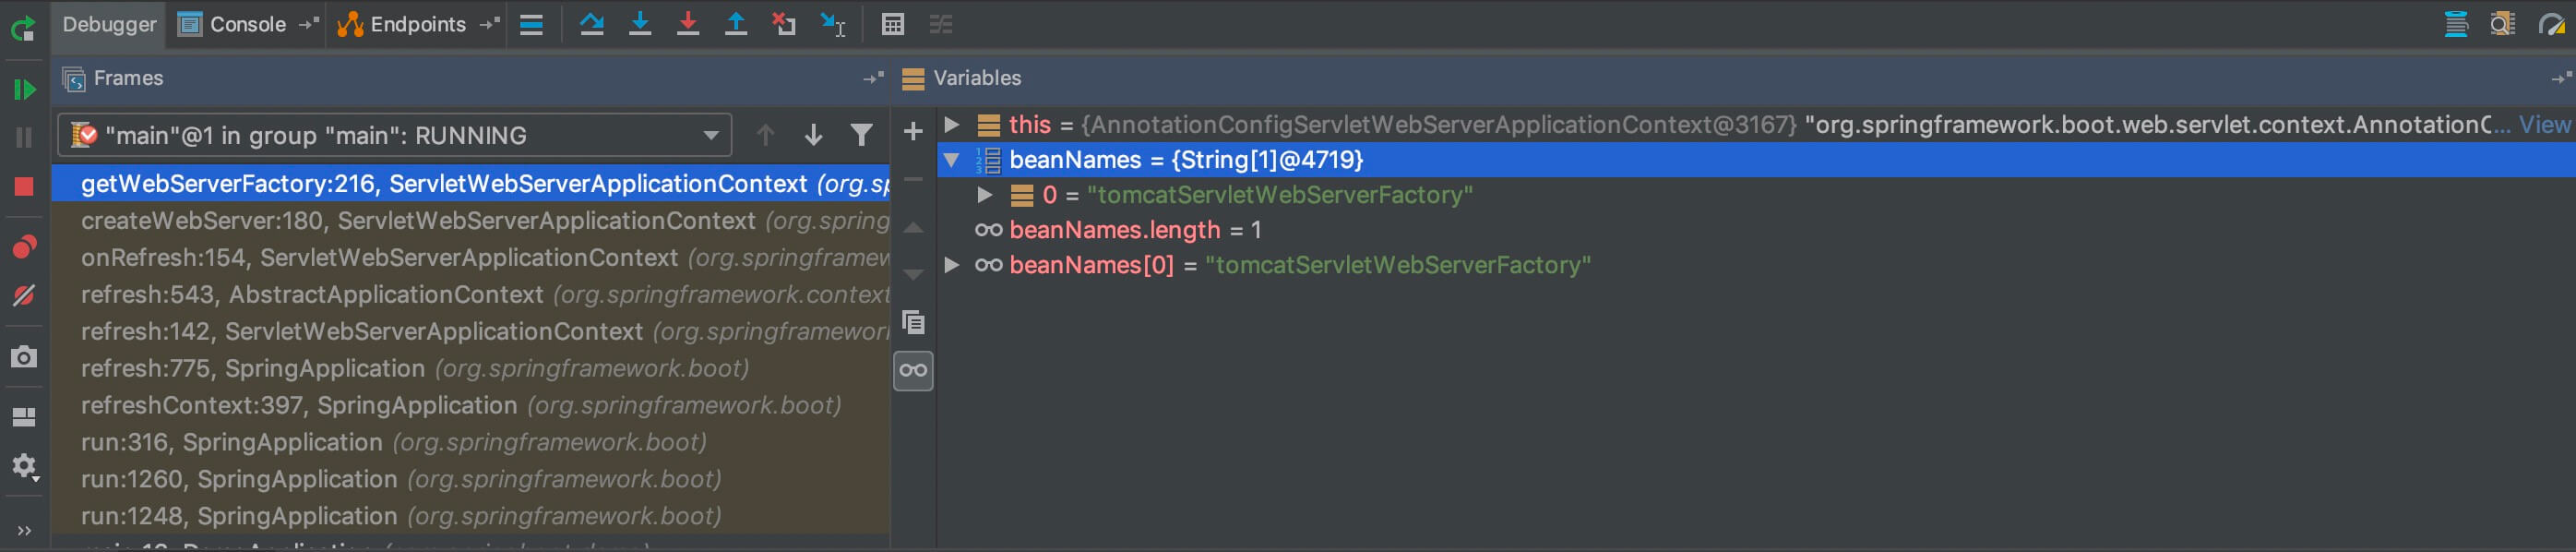 Debugger Console Endpoints
Frames
Variables
"main"@1 in group "main": RUNNING
getWebServerFactory:216, ServletWebServerApplicationContext (org.sp
createWebServer:180, ServletWebServerApplicationContext (org.spring
onRefresh:154, ServletWebServerApplicationContext (org.springframew
refresh:543, AbstractApplicationContext (org.springframework.context
refresh:142, ServletWebServerApplicationContext (org.springframewor
refresh:775, SpringApplication (org.springframework.boot)
refreshContext:397, SpringApplication (org.springframework.boot)
run:316, SpringApplication (org.springframework.boot)
run:1260, SpringApplication (org.springframework.boot)
run:1248, SpringApplication (org.springframework.boot)
this = {AnnotationConfigServletWebServerApplicationContext@3167} "org.springframework.boot.web.servlet.context.AnnotationC... View
beanNames = {String[1]@4719}
0 = "tomcatServletWebServerFactory"
beanNames.length = 1
beanNames[0] = "tomcatServletWebServerFactory"